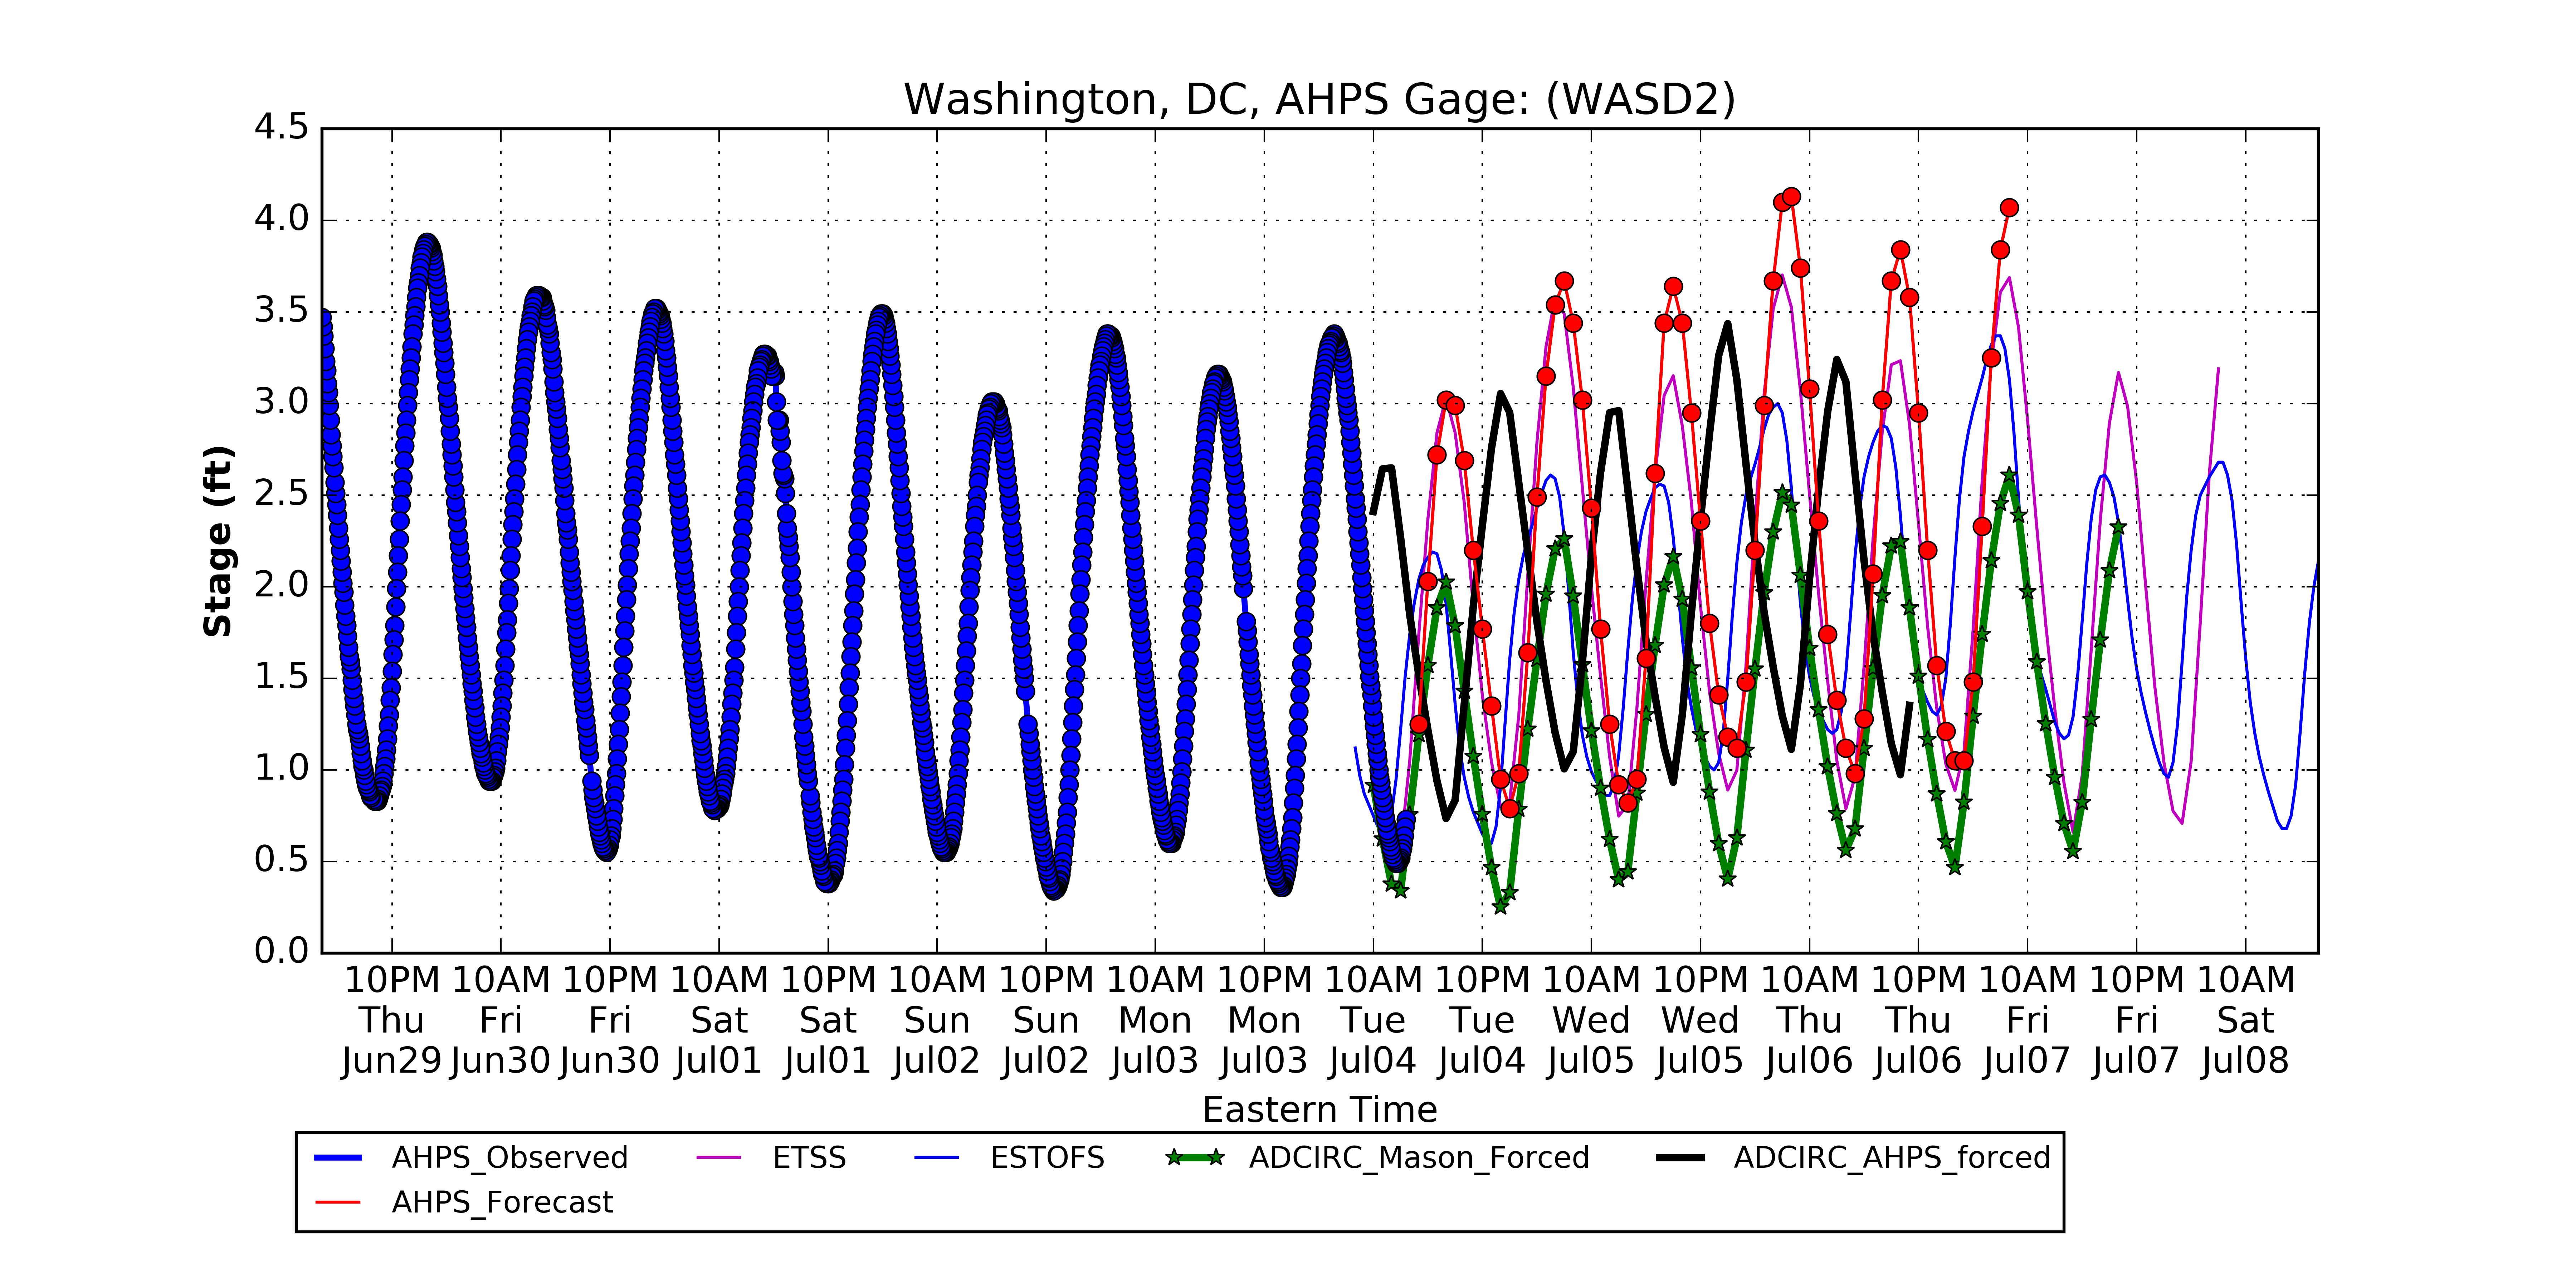 Washington, DC, AHPS Gage: (WASD2)
4.5
4.0
3.5
3.0
2.5
2.0
1.5
1.0
0.5
0.0
Stage (ft)
10PM 10AM 10PM 10AM 10PM 10AM 10PM 10AM 10PM 10AM 10PM 10AM 10PM 10AM 10PM 10AM 10PM 10AM
Thu Fri Fri Sat Sat Sun Sun Mon Mon Tue Tue Wed Wed Thu Thu Fri Fri Sat
Jun29 Jun30 Jun30 Jul01 Jul01 Jul02 Jul02 Jul03 Jul03 Jul04 Jul04 Jul05 Jul05 Jul06 Jul06 Jul07 Jul07 Jul08
Eastern Time
AHPS_Observed ETSS ESTOFS ADCIRC_Mason_Forced ADCIRC_AHPS_forced
AHPS_Forecast